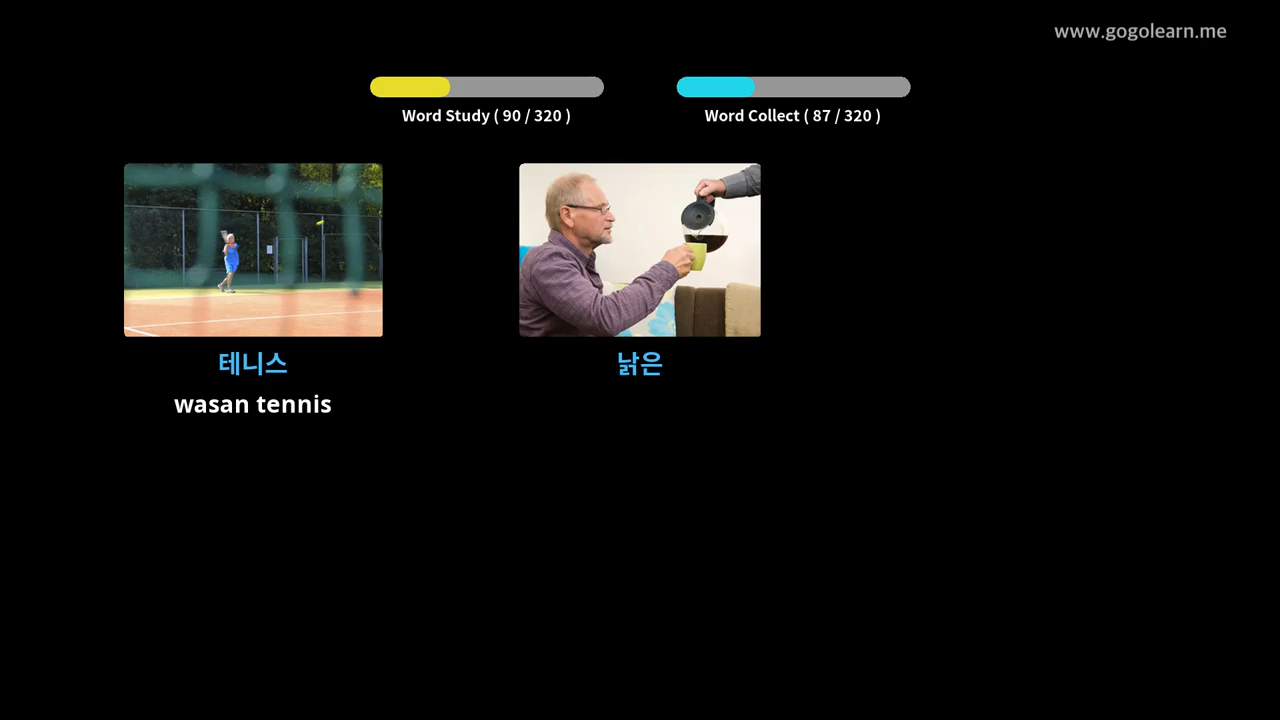 www.gogolearn.me
Word Study ( 90 / 320 )
Word Collect ( 87 / 320 )
테니스
wasan tennis
낡은